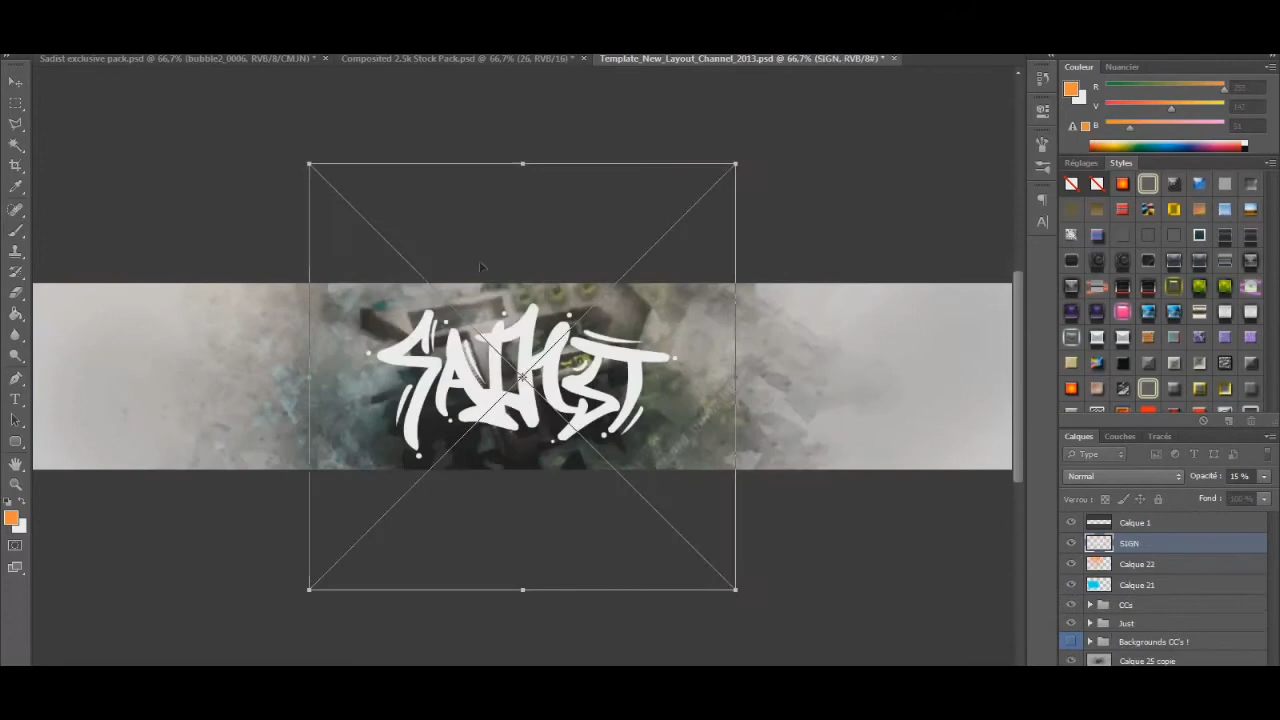 Sadist exclusive pack.psd @ 66,7% (bubble2_0006, RVB/8/CMJN) * × Composited 2.5k Stock Pack.psd @ 66,7% (26, RVB/16) * × Template_New_Layout_Channel_2013.psd @ 66,7% (SIGN, RVB/8#) * ×
Couleur Nuancier
R
V
B
Réglages Styles
Calques Couches Tracés
Type
Normal Opacité : 15 %
Verrou : Fond : 100 %
Calque 1
SIGN
Calque 22
Calque 21
CCs
Just
Backgrounds CC's !
Calque 25 copie